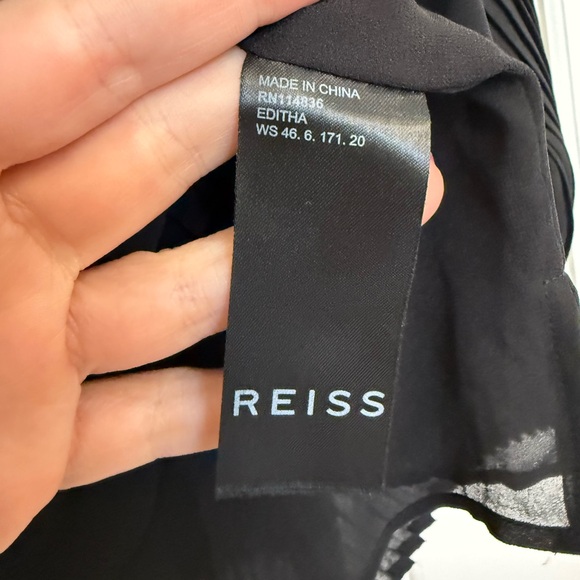 MADE IN CHINA
RN114836
EDITHA
WS 46. 6. 171. 20
REISS